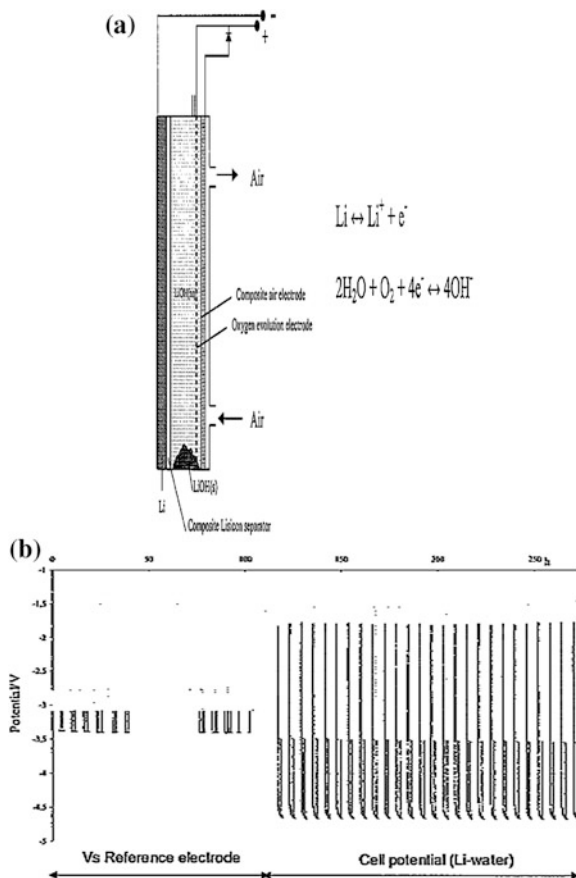 (a)
-
+
Air
Li ↔ Li⁺ + e⁻
Composite air electrode
2H₂O + O₂ + 4e⁻ ↔ 4OH⁻
Oxygen evolution electrode
Air
LiOH(s)
Li
Composite Lisicon separator
(b)
0 50 200 250
-1
-1,5
-2
-2.5
-3
-3.5
-4
-4.5
-5
Potential/V
Vs Reference electrode
Cell potential (Li-water)